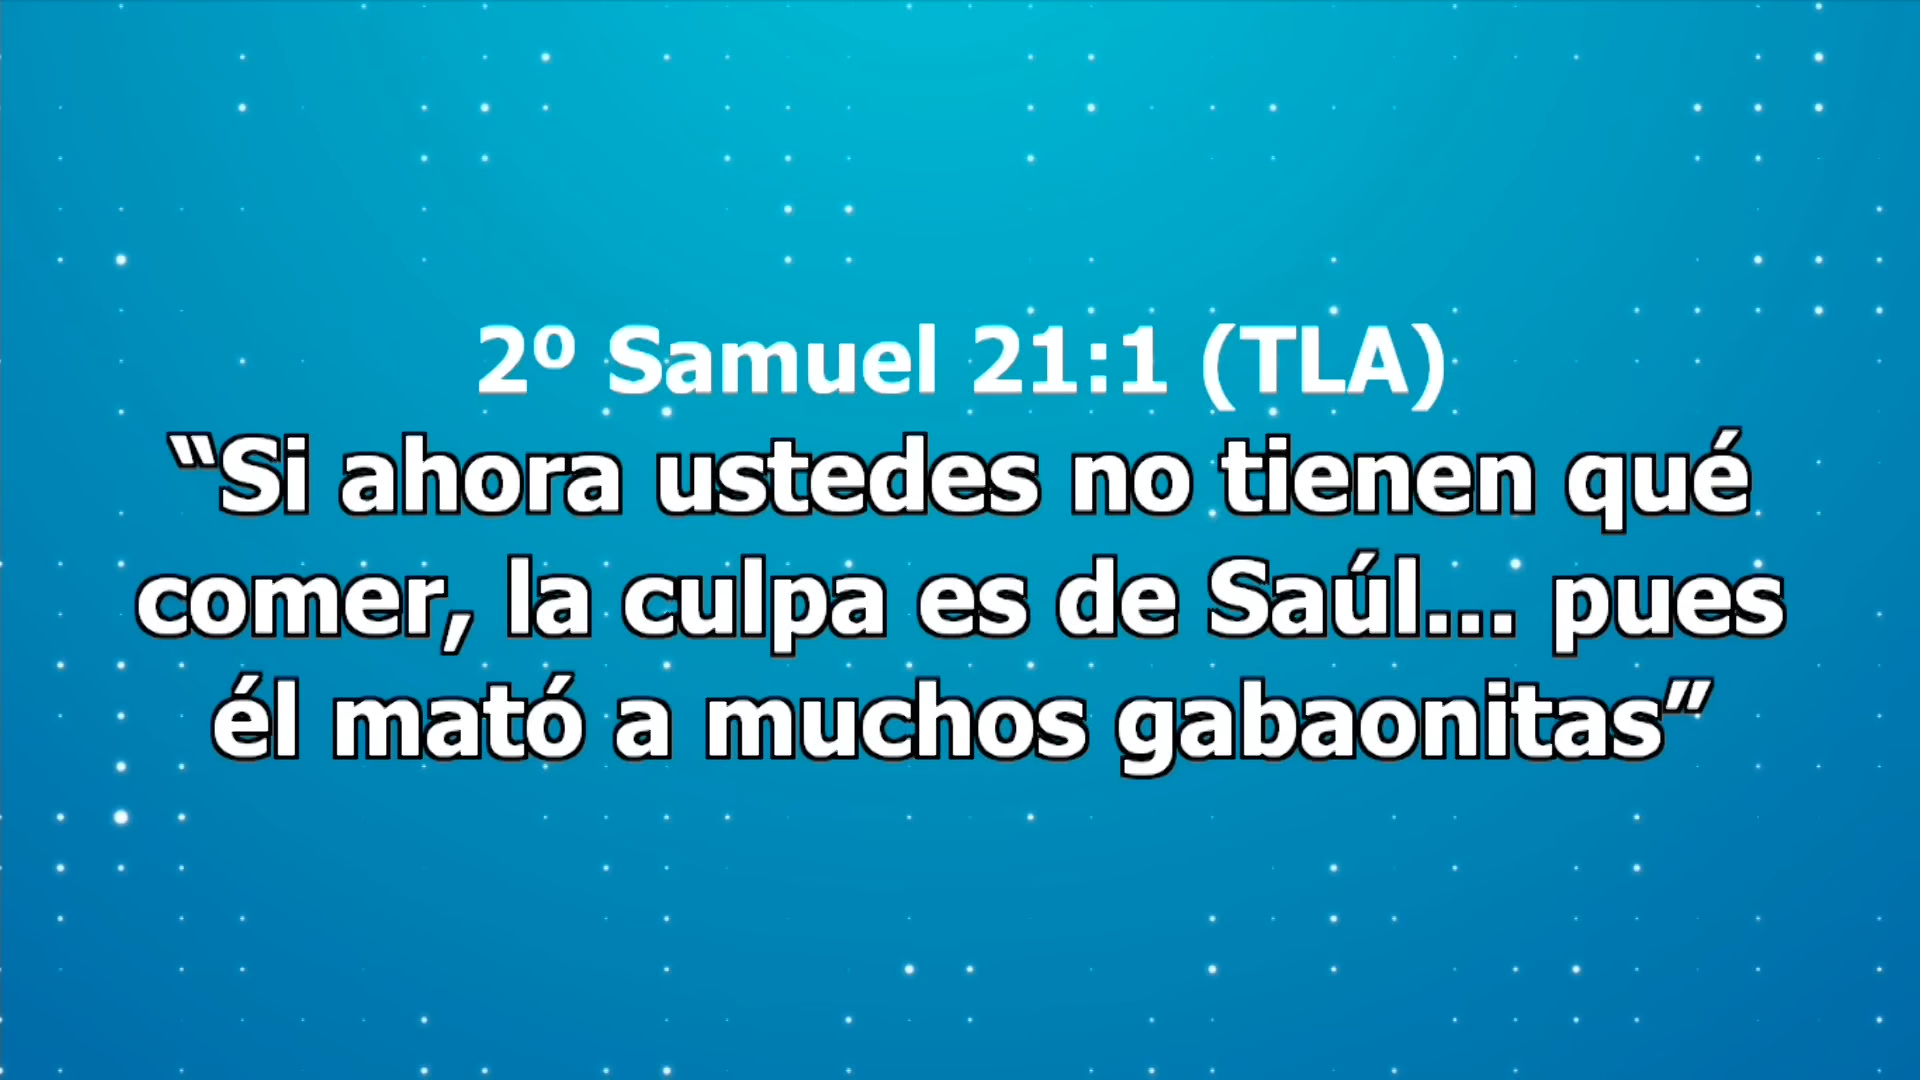 2º Samuel 21:1 (TLA)
“Si ahora ustedes no tienen qué
comer, la culpa es de Saúl... pues
él mató a muchos gabaonitas”